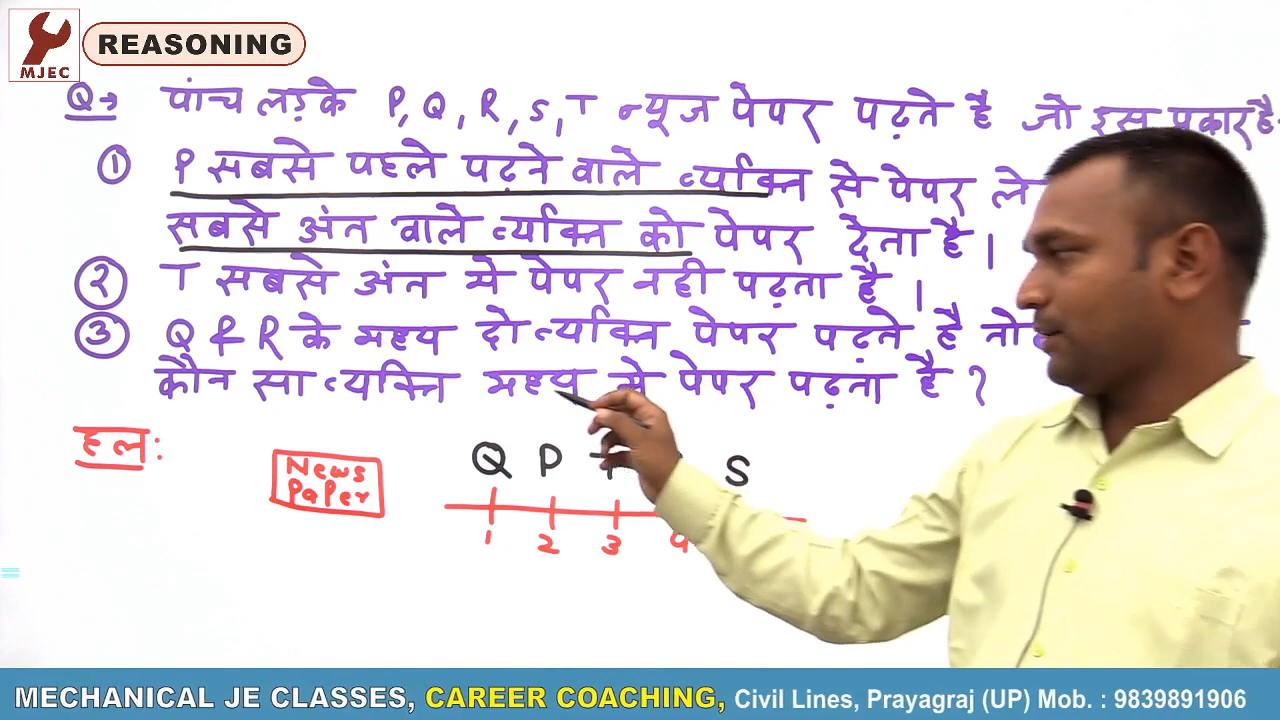 MJEC
REASONING
Q→ पांच लड़के P, Q, R, S, T न्यूज पेपर पढ़ते है जो इस प्रकार है-
① P सबसे पहले पढ़ने वाले व्यक्ति से पेपर ले
सबसे अंत वाले व्यक्ति को पेपर देता है।
② T सबसे अंत मे पेपर नही पढ़ता है।
③ Q & R के मध्य दो व्यक्ति पेपर पढ़ते है तो
कौन सा व्यक्ति मध्य मे पेपर पढ़ता है ?
हल:
News
Paper
Q P T S
1 2 3 4
MECHANICAL JE CLASSES, CAREER COACHING, Civil Lines, Prayagraj (UP) Mob. : 9839891906